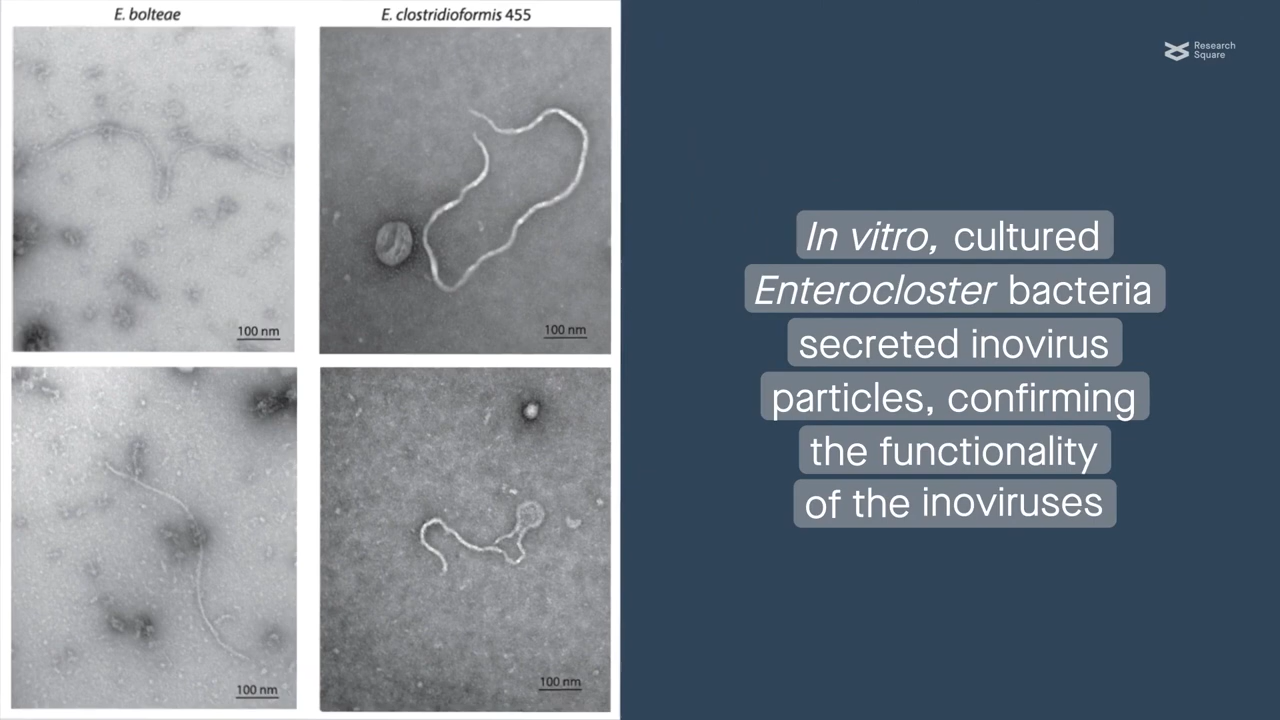 E. bolteae
E. clostridioformis 455
100 nm
100 nm
100 nm
100 nm
Research
Square
In vitro, cultured
Enterocloster bacteria
secreted inovirus
particles, confirming
the functionality
of the inoviruses